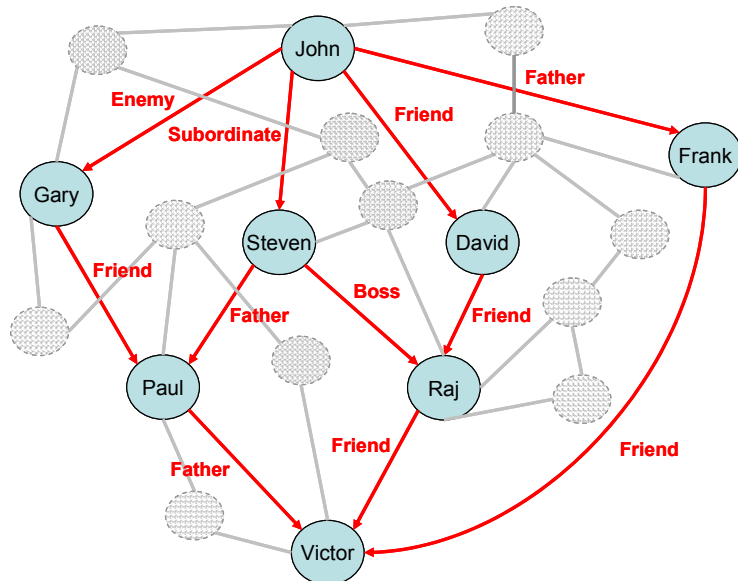 John
Father
Enemy
Friend
Subordinate
Frank
Gary
Steven
David
Friend
Boss
Father
Friend
Paul
Raj
Friend
Father
Friend
Victor